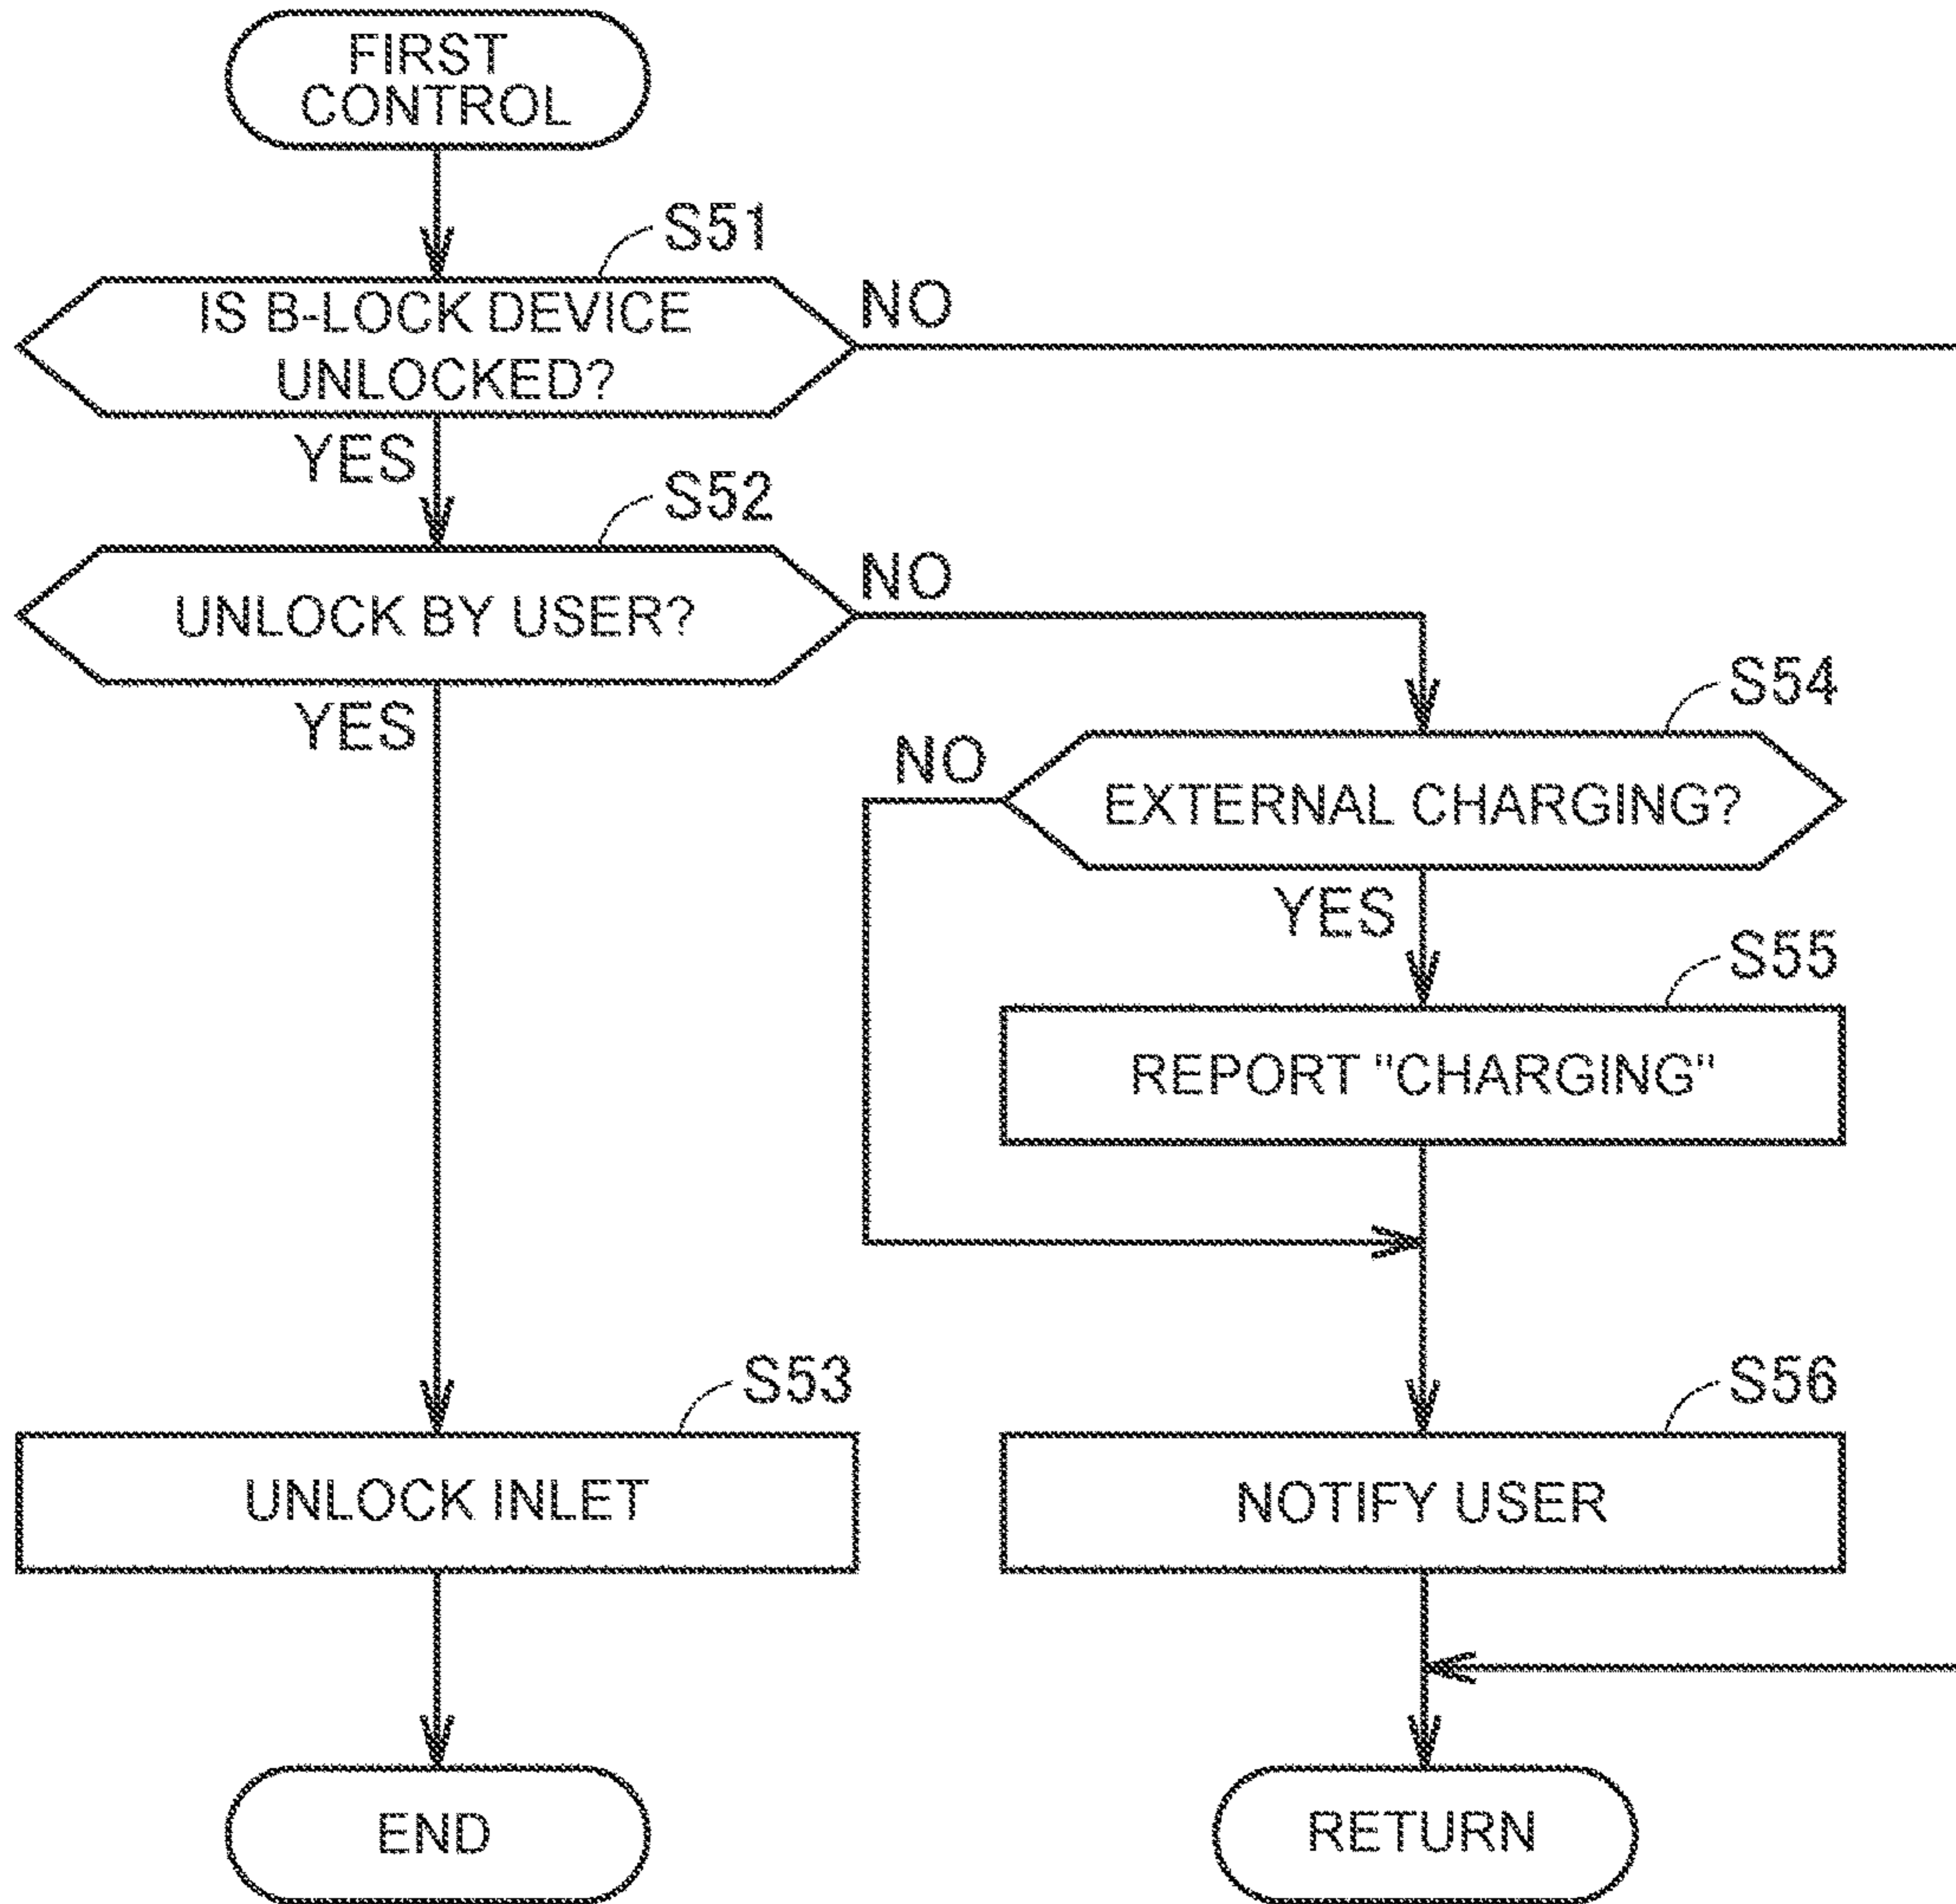 FIRST
CONTROL
S51
IS B-LOCK DEVICE
UNLOCKED?
NO
YES
S52
UNLOCK BY USER?
NO
YES
S54
EXTERNAL CHARGING?
NO
YES
S55
REPORT "CHARGING"
S53
UNLOCK INLET
S56
NOTIFY USER
END
RETURN